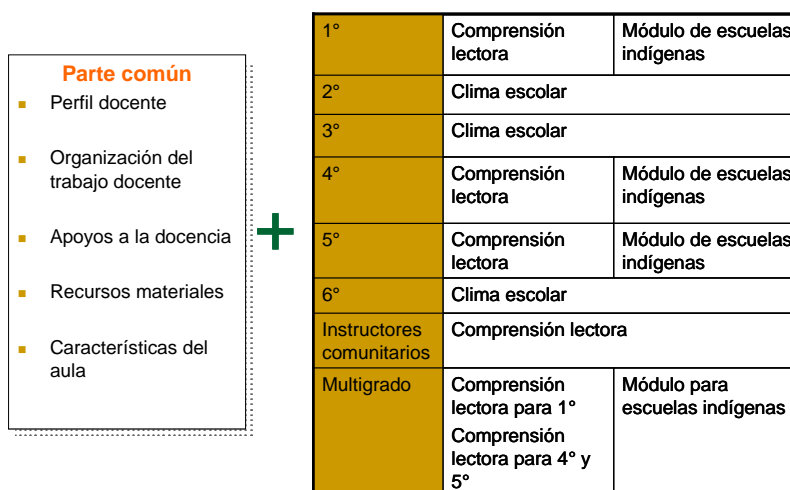 Parte común
Perfil docente
Organización del
trabajo docente
Apoyos a la docencia
Recursos materiales
Características del
aula
+
1°
Comprensión
lectora
Módulo de escuelas
indígenas
2°
Clima escolar
3°
Clima escolar
4°
Comprensión
lectora
Módulo de escuelas
indígenas
5°
Comprensión
lectora
Módulo de escuelas
indígenas
6°
Clima escolar
Instructores
comunitarios
Comprensión lectora
Multigrado
Comprensión
lectora para 1°
Comprensión
lectora para 4° y
5°
Módulo para
escuelas indígenas